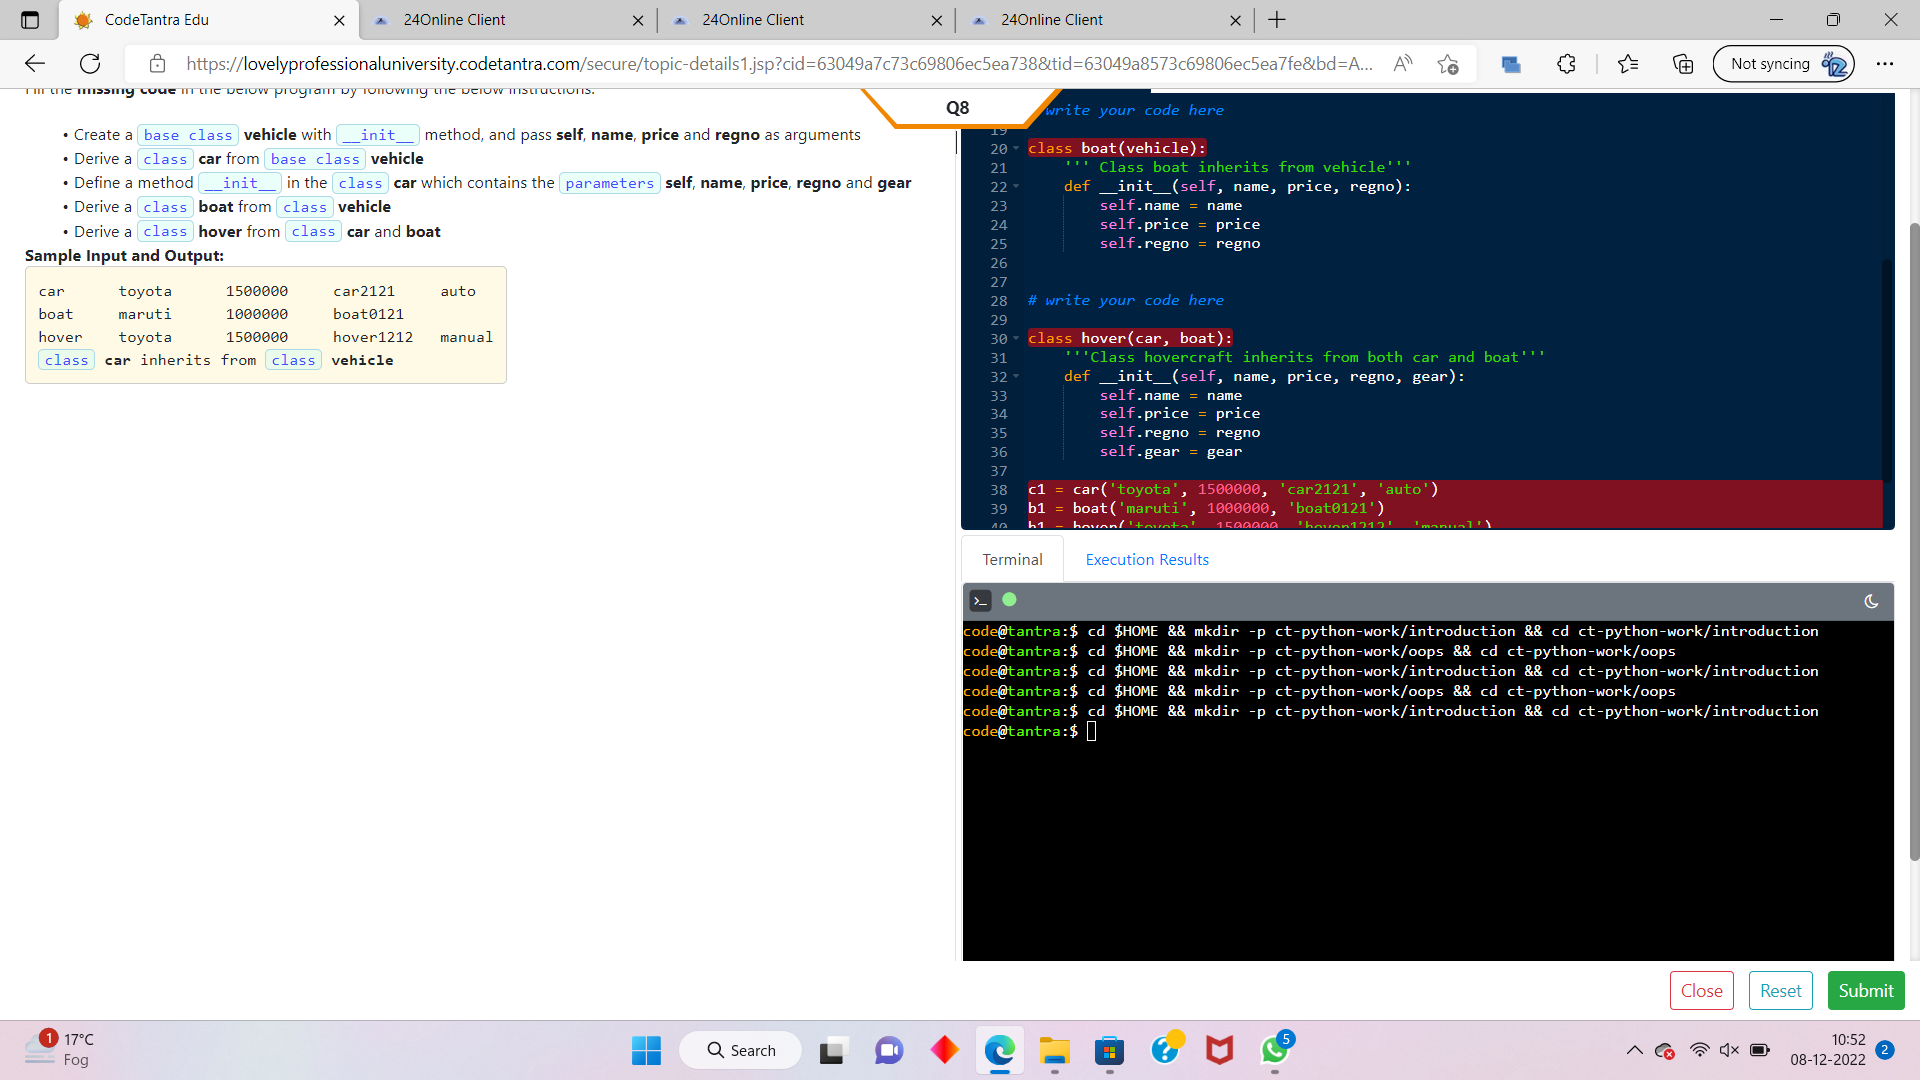 CodeTantra Edu
24Online Client
24Online Client
24Online Client
https://lovelyprofessionaluniversity.codetantra.com/secure/topic-details1.jsp?cid=63049a7c73c69806ec5ea738&tid=63049a8573c69806ec5ea7fe&bd=A...
Not syncing
Fill the missing code in the below program by following the below instructions.
Q8
• Create a base class vehicle with __init__ method, and pass self, name, price and regno as arguments
• Derive a class car from base class vehicle
• Define a method __init__ in the class car which contains the parameters self, name, price, regno and gear
• Derive a class boat from class vehicle
• Derive a class hover from class car and boat
Sample Input and Output:
car toyota 1500000 car2121 auto
boat maruti 1000000 boat0121
hover toyota 1500000 hover1212 manual
class car inherits from class vehicle
write your code here
19
20 class boat(vehicle):
21 ''' Class boat inherits from vehicle'''
22 def __init__(self, name, price, regno):
23 self.name = name
24 self.price = price
25 self.regno = regno
26
27
28 # write your code here
29
30 class hover(car, boat):
31 '''Class hovercraft inherits from both car and boat'''
32 def __init__(self, name, price, regno, gear):
33 self.name = name
34 self.price = price
35 self.regno = regno
36 self.gear = gear
37
38 c1 = car('toyota', 1500000, 'car2121', 'auto')
39 b1 = boat('maruti', 1000000, 'boat0121')
40 h1 = hover('toyota', 1500000, 'hover1212', 'manual')
Terminal
Execution Results
code@tantra:$ cd $HOME && mkdir -p ct-python-work/introduction && cd ct-python-work/introduction
code@tantra:$ cd $HOME && mkdir -p ct-python-work/oops && cd ct-python-work/oops
code@tantra:$ cd $HOME && mkdir -p ct-python-work/introduction && cd ct-python-work/introduction
code@tantra:$ cd $HOME && mkdir -p ct-python-work/oops && cd ct-python-work/oops
code@tantra:$ cd $HOME && mkdir -p ct-python-work/introduction && cd ct-python-work/introduction
code@tantra:$
Close
Reset
Submit
1
17°C
Fog
Search
5
10:52
08-12-2022
2